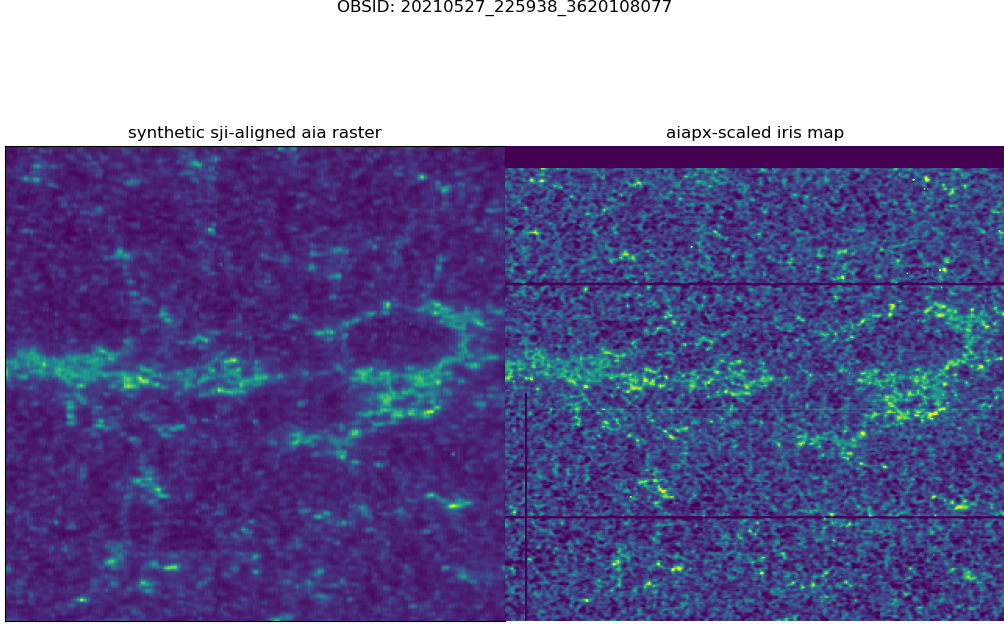 OBSID: 20210527_225938_3620108077
synthetic sji-aligned aia raster
aiapx-scaled iris map